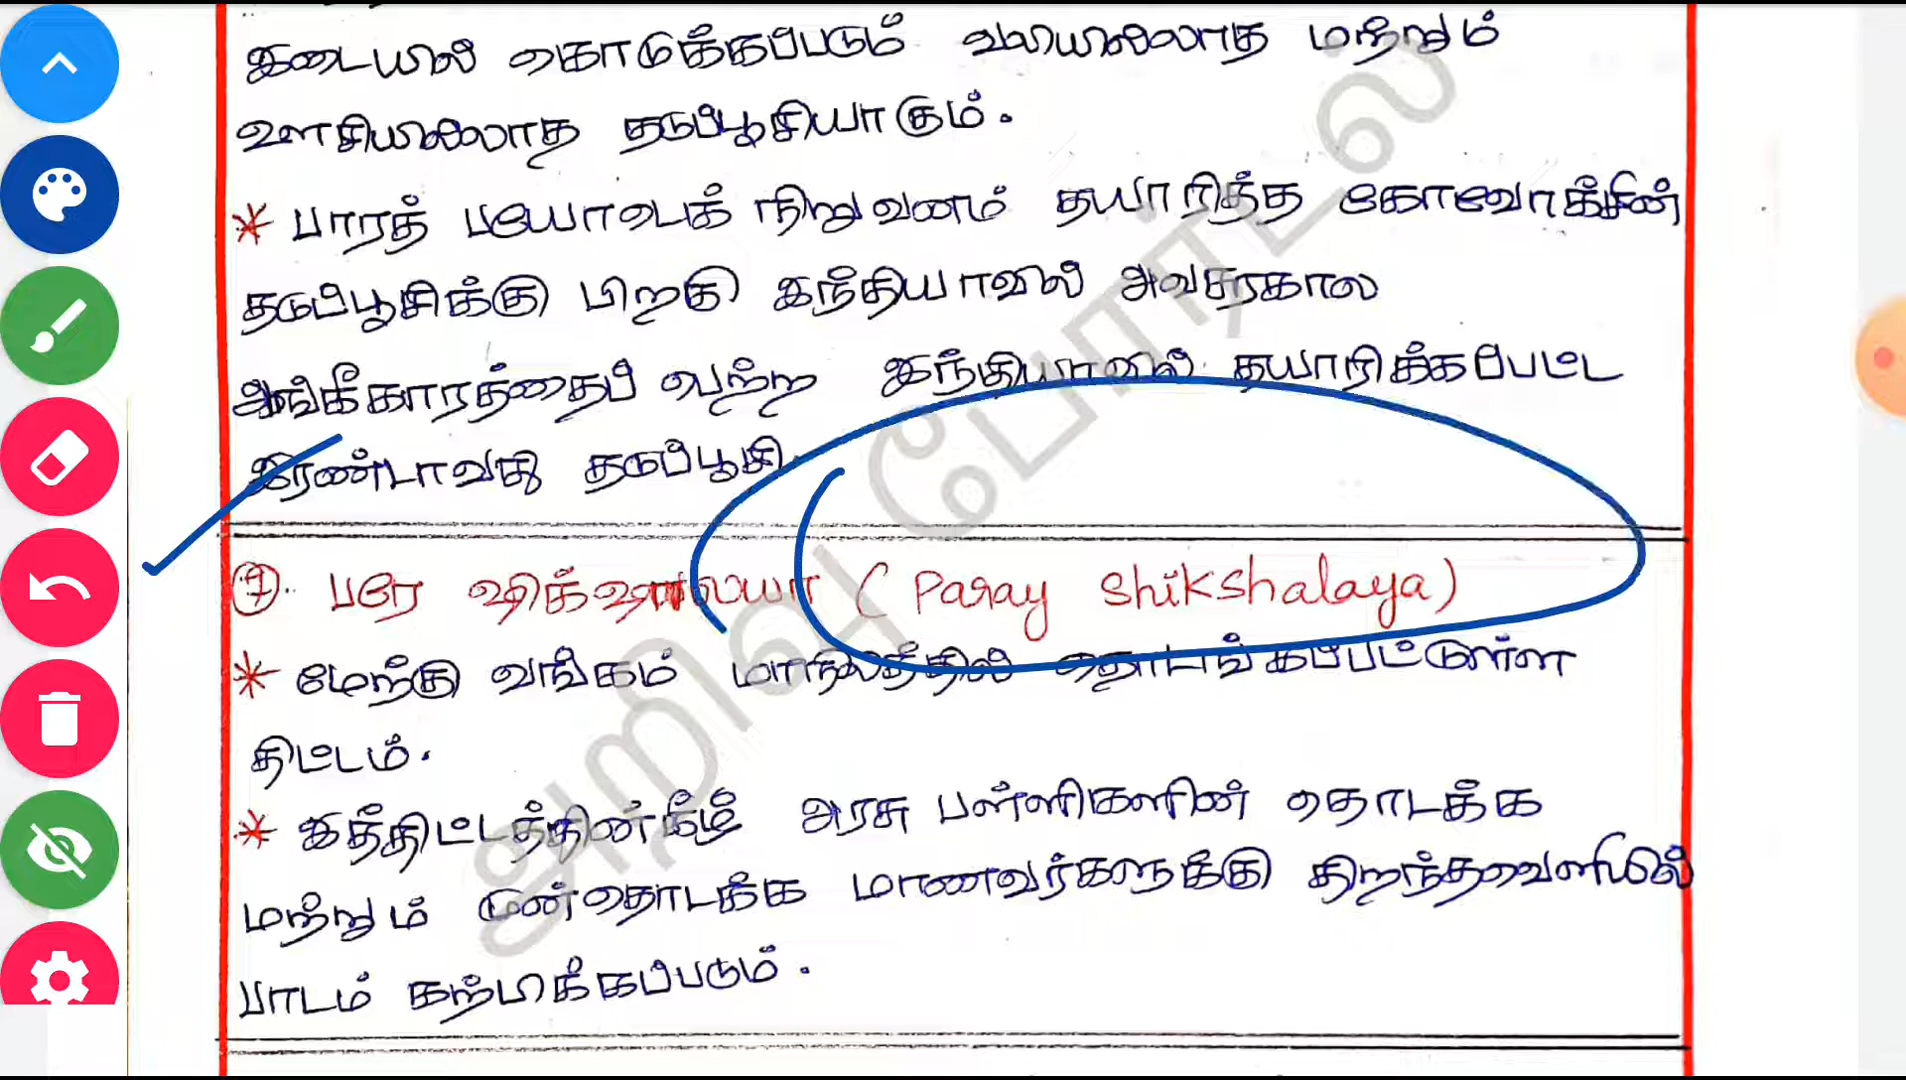 இடையில் கொடுக்கப்படும் வலியில்லாத மற்றும்
ஊசியில்லாத தடுப்பூசியாகும்.
* பாரத் பயோடெக் நிறுவனம் தயாரித்த கோவேக்சின்
தடுப்பூசிக்கு பிறகு இந்தியாவில் அவசரகால
அங்கீகாரத்தைப் பெற்ற இந்தியாவில் தயாரிக்கப்பட்ட
இரண்டாவது தடுப்பூசி.
7. பரே ஷிக்ஷாலயா (Paray Shikshalaya)
* மேற்கு வங்கம் மாநிலத்தில் தொடங்கப்பட்டுள்ள
திட்டம்.
* இத்திட்டத்தின்கீழ் அரசு பள்ளிகளின் தொடக்க
மற்றும் முன்தொடக்க மாணவர்களுக்கு திறந்தவெளியில்
பாடம் கற்பிக்கப்படும்.
அறிவு போர்டல்